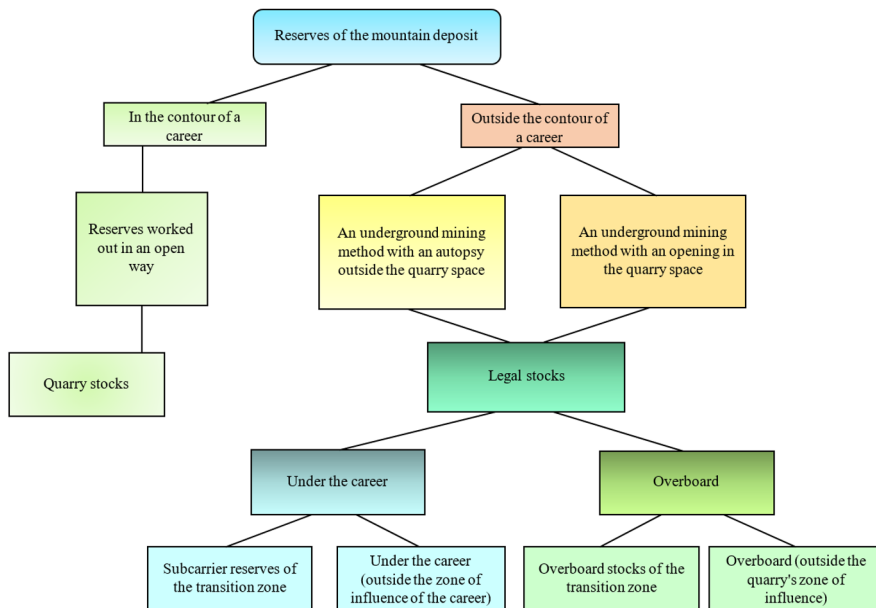 Reserves of the mountain deposit
In the contour of a
career
Outside the contour of
a career
Reserves worked
out in an open
way
An underground mining
method with an autopsy
outside the quarry space
An underground mining
method with an opening in
the quarry space
Quarry stocks
Legal stocks
Under the career
Overboard
Subcarrier reserves of
the transition zone
Under the career
(outside the zone of
influence of the career)
Overboard stocks of the
transition zone
Overboard (outside the
quarry's zone of
influence)